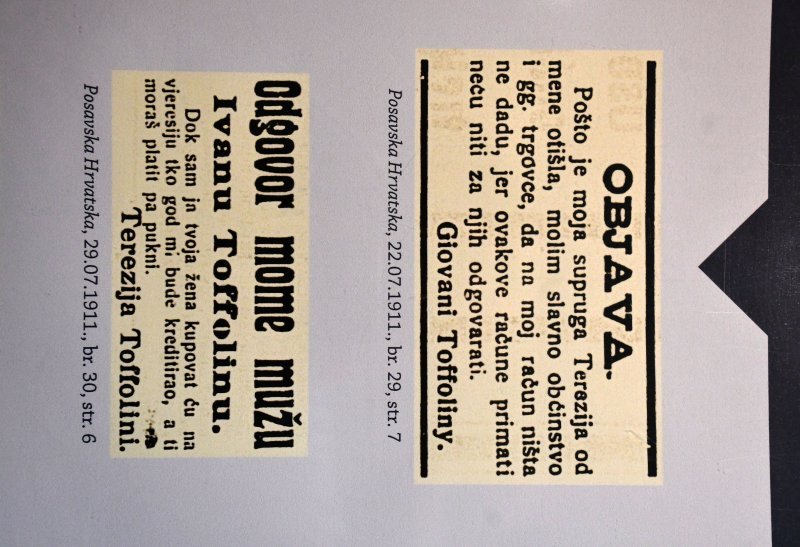 OBJAVA.
Pošto je moja supruga Terezija od
mene otišla, molim slavno občinstvo
i gg. trgovce, da na moj račun ništa
ne dadu, jer ovakove račune primati
neću niti za njih odgovarati.
Giovani Toffoliny.
Posavska Hrvatska, 22.07.1911., br. 29, str. 7
Odgovor mome mužu
Ivanu Toffolinu.
Dok sam ja tvoja žena kupovat ću na
vjeresiju tko god mi bude kreditirao, a ti
moraš platit pa pukni.
Terezija Toffolini.
Posavska Hrvatska, 29.07.1911., br. 30, str. 6